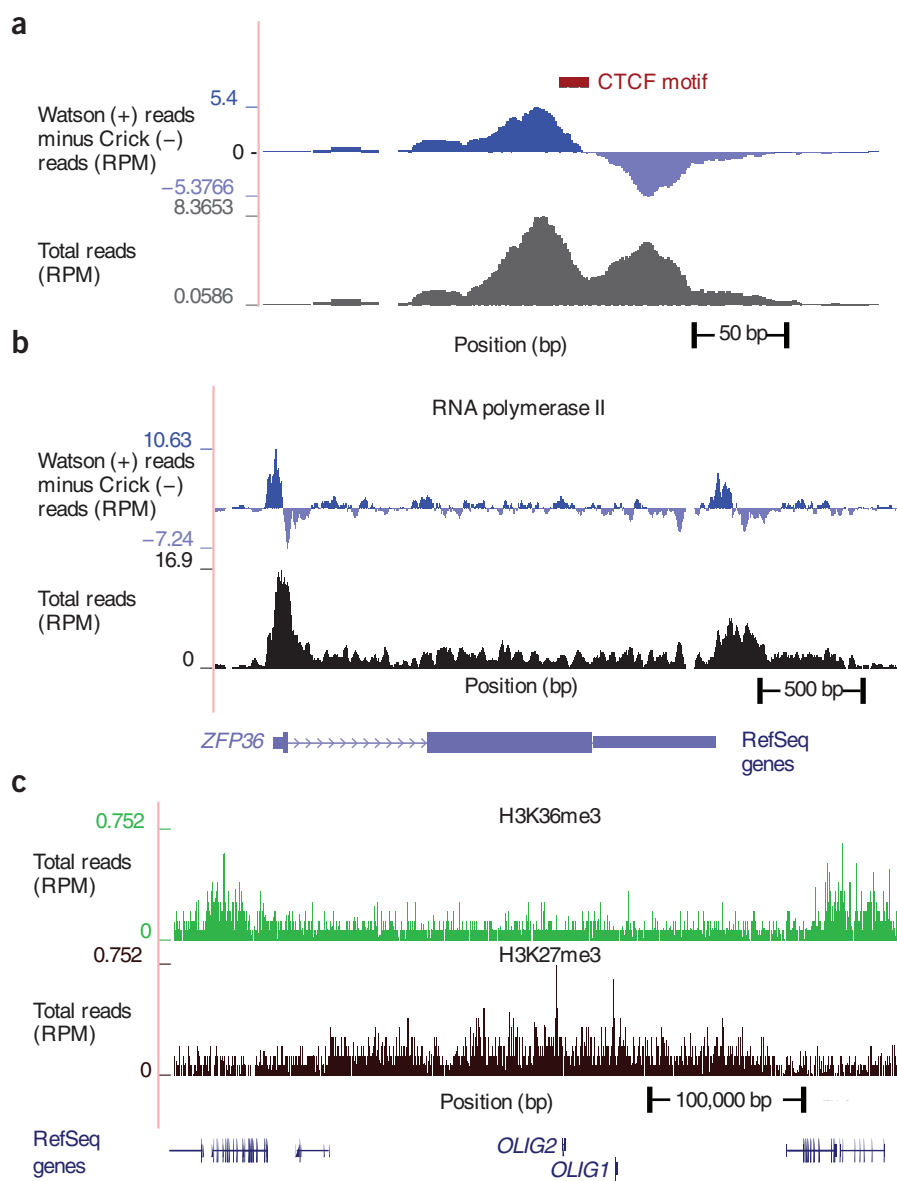 a
CTCF motif
5.4
Watson (+) reads
minus Crick (−)
reads (RPM)
0
−5.3766
8.3653
Total reads
(RPM)
0.0586
50 bp
Position (bp)
b
RNA polymerase II
10.63
Watson (+) reads
minus Crick (−)
reads (RPM)
−7.24
16.9
Total reads
(RPM)
0
Position (bp)
500 bp
ZFP36
RefSeq
genes
c
H3K36me3
0.752
Total reads
(RPM)
0
H3K27me3
0.752
Total reads
(RPM)
0
Position (bp)
100,000 bp
RefSeq
genes
OLIG2
OLIG1